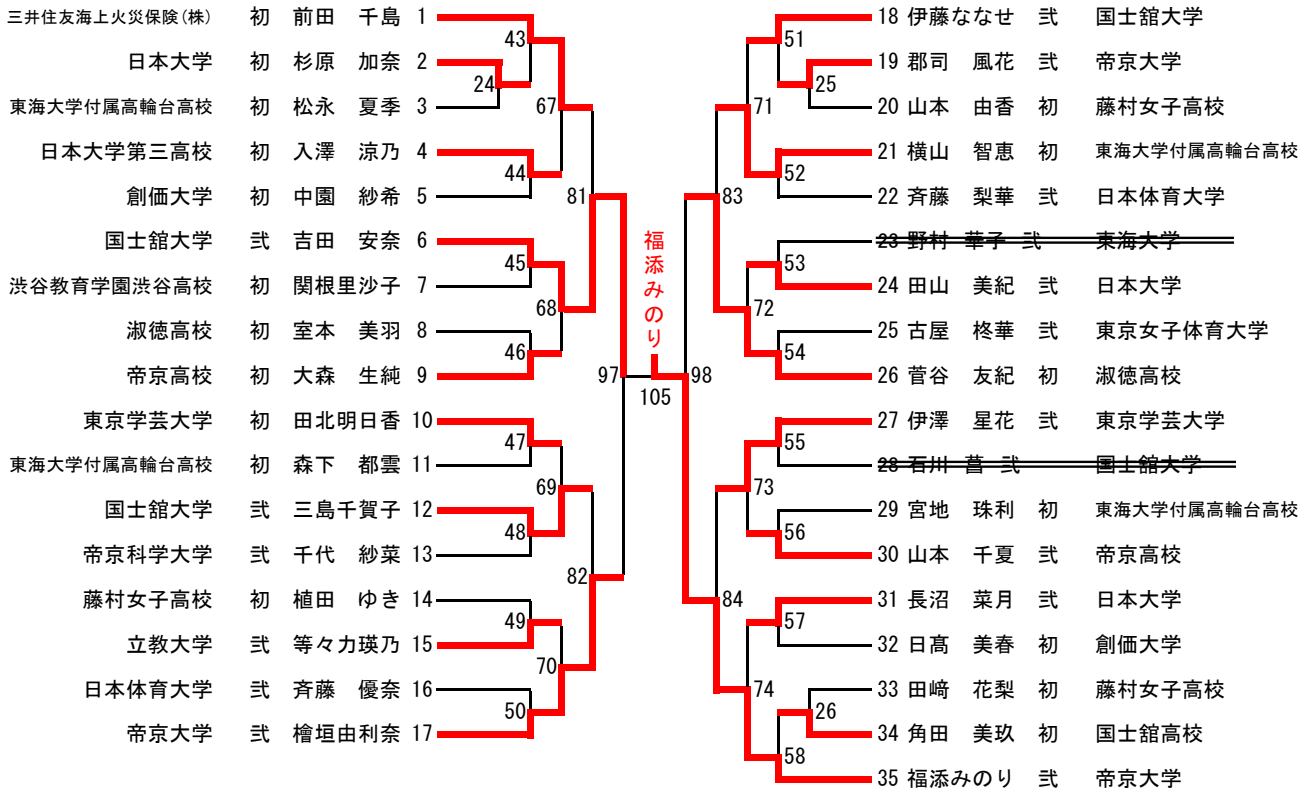 三井住友海上火災保険(株) 初 前田 千島 1
43
日本大学 初 杉原 加奈 2
24
東海大学付属高輪台高校 初 松永 夏季 3
67
日本大学第三高校 初 入澤 涼乃 4
44
創価大学 初 中園 紗希 5
81
国士舘大学 弐 吉田 安奈 6
45
渋谷教育学園渋谷高校 初 関根里沙子 7
68
淑徳高校 初 室本 美羽 8
46
帝京高校 初 大森 生純 9
97
東京学芸大学 初 田北明日香 10
47
東海大学付属高輪台高校 初 森下 都雲 11
69
国士舘大学 弐 三島千賀子 12
48
帝京科学大学 弐 千代 紗菜 13
82
藤村女子高校 初 植田 ゆき 14
49
立教大学 弐 等々力瑛乃 15
70
日本体育大学 弐 斉藤 優奈 16
50
帝京大学 弐 檜垣由利奈 17
福添みのり
105
18 伊藤ななせ 弐 国士舘大学
51
19 郡司 風花 弐 帝京大学
25
20 山本 由香 初 藤村女子高校
71
21 横山 智恵 初 東海大学付属高輪台高校
52
22 斉藤 梨華 弐 日本体育大学
83
23 野村 華子 弐 東海大学
53
24 田山 美紀 弐 日本大学
72
25 古屋 柊華 弐 東京女子体育大学
54
26 菅谷 友紀 初 淑徳高校
98
27 伊澤 星花 弐 東京学芸大学
55
28 石川 菖 弐 国士舘大学
73
29 宮地 珠利 初 東海大学付属高輪台高校
56
30 山本 千夏 弐 帝京高校
84
31 長沼 菜月 弐 日本大学
57
32 日髙 美春 初 創価大学
74
33 田﨑 花梨 初 藤村女子高校
26
34 角田 美玖 初 国士舘高校
58
35 福添みのり 弐 帝京大学